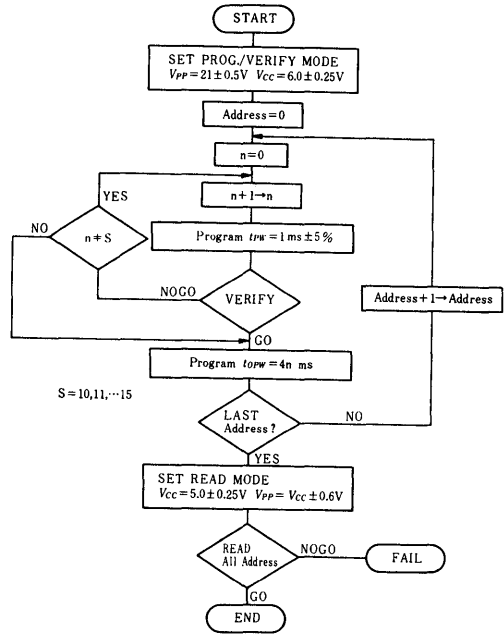 START
SET PROG./VERIFY MODE
VPP=21±0.5V VCC=6.0±0.25V
Address=0
n=0
YES
n+1→n
NO
n≠S
Program tPW=1ms±5%
NOGO
VERIFY
Address+1→Address
GO
Program tOPW=4n ms
S=10,11,…15
LAST
Address?
NO
YES
SET READ MODE
VCC=5.0±0.25V VPP=VCC±0.6V
READ
All Address
NOGO
FAIL
GO
END